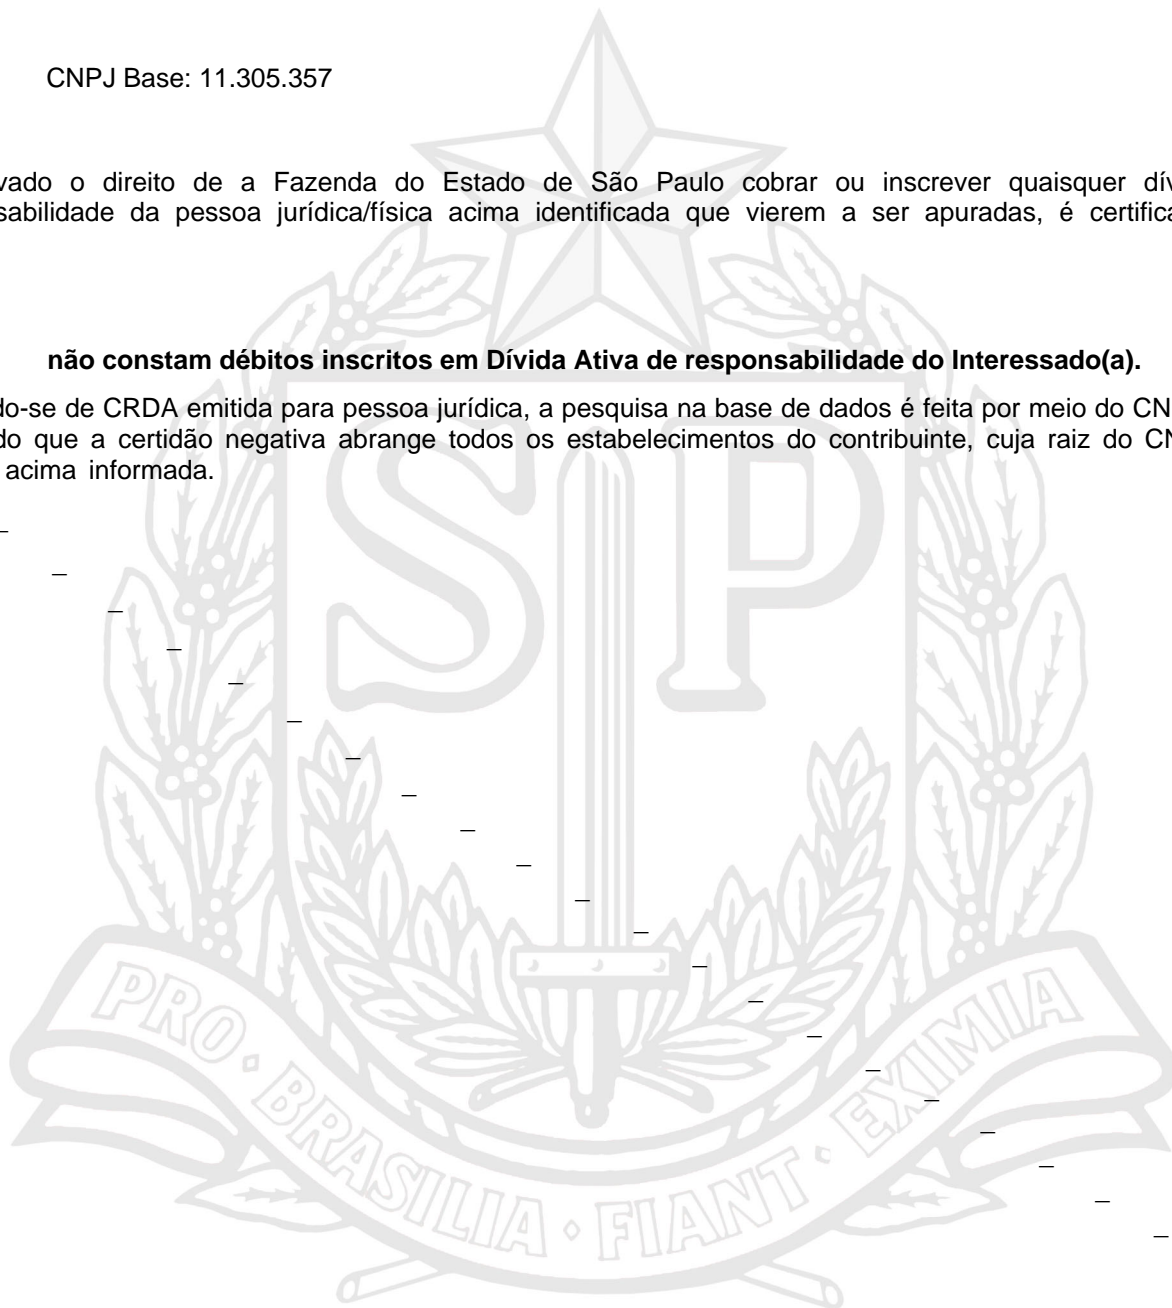 CNPJ Base: 11.305.357
vado o direito de a Fazenda do Estado de São Paulo cobrar ou inscrever quaisquer dív
sabilidade da pessoa jurídica/física acima identificada que vierem a ser apuradas, é certifica
não constam débitos inscritos em Dívida Ativa de responsabilidade do Interessado(a).
do-se de CRDA emitida para pessoa jurídica, a pesquisa na base de dados é feita por meio do CN
do que a certidão negativa abrange todos os estabelecimentos do contribuinte, cuja raiz do CN
acima informada.
SP
PRO • BRASILIA • FIANT • EXIMIA